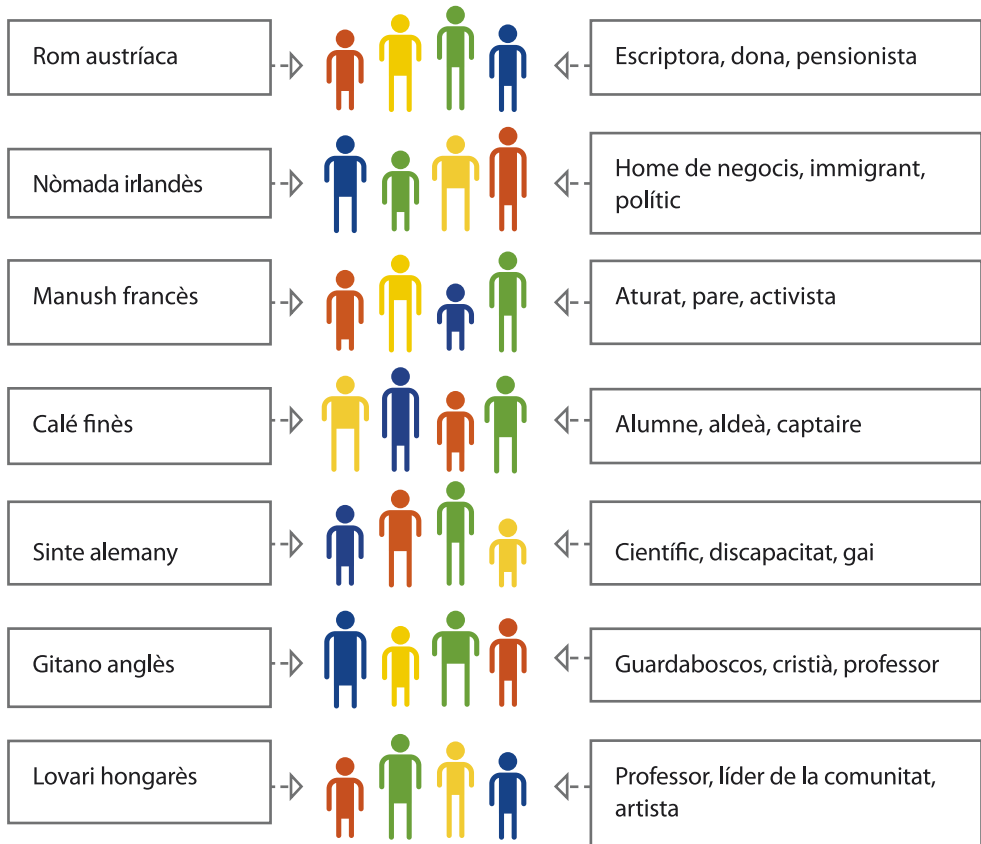 Rom austríaca
Escriptora, dona, pensionista
Nòmada irlandès
Home de negocis, immigrant,
polític
Manush francès
Aturat, pare, activista
Calé finès
Alumne, aldeà, captaire
Sinte alemany
Científic, discapacitat, gai
Gitano anglès
Guardaboscos, cristià, professor
Lovari hongarès
Professor, líder de la comunitat,
artista